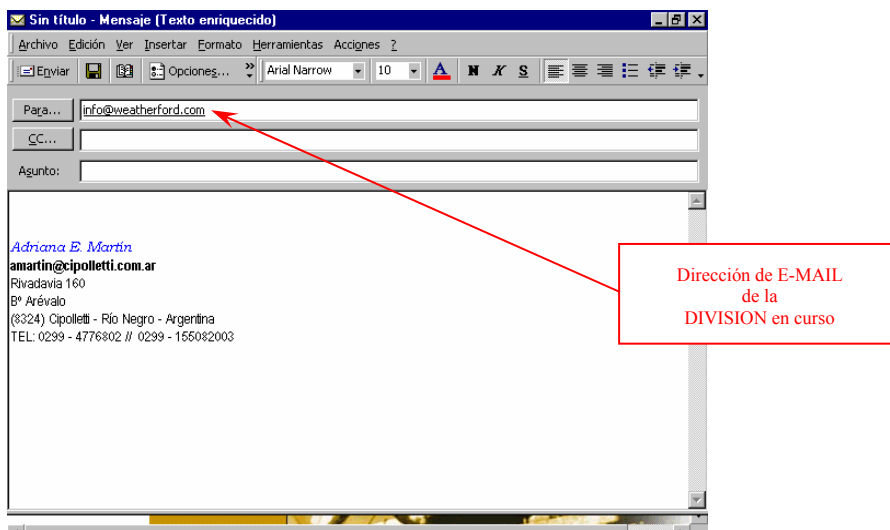 Sin título - Mensaje (Texto enriquecido)
Archivo Edición Ver Insertar Formato Herramientas Acciones ?
Enviar Opciones... » Arial Narrow 10 A N K S
Para... info@weatherford.com
CC...
Asunto:
Adriana E. Martín
amartin@cipolletti.com.ar
Rivadavia 160
Bº Arévalo
(8324) Cipolletti - Río Negro - Argentina
TEL: 0299 - 4776802 // 0299 - 155082003
Dirección de E-MAIL
de la
DIVISION en curso